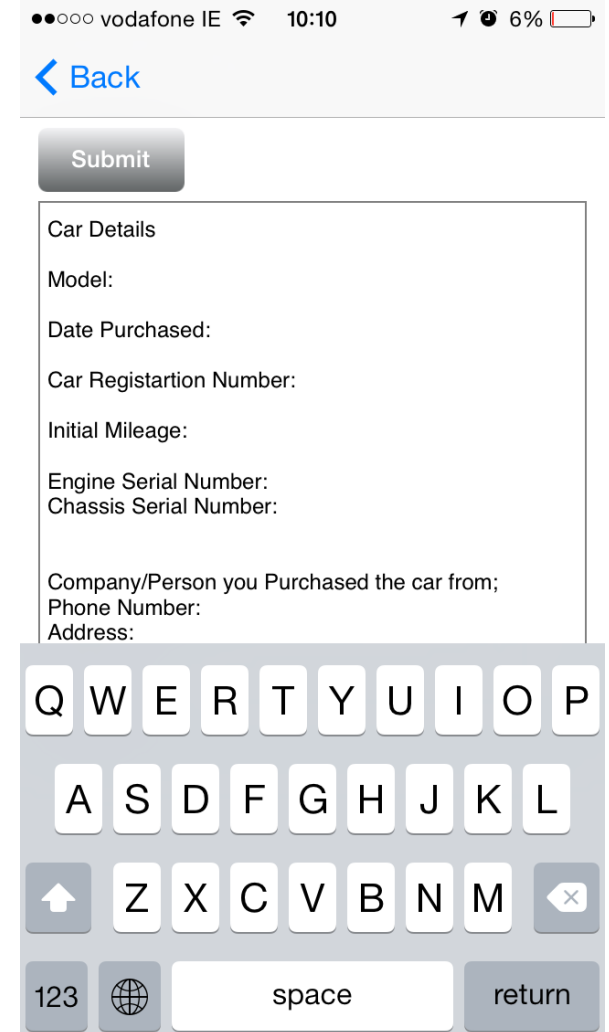 vodafone IE 10:10 6%
Back
Submit
Car Details
Model:
Date Purchased:
Car Registartion Number:
Initial Mileage:
Engine Serial Number:
Chassis Serial Number:
Company/Person you Purchased the car from;
Phone Number:
Address:
Q W E R T Y U I O P
A S D F G H J K L
Z X C V B N M
123 space return